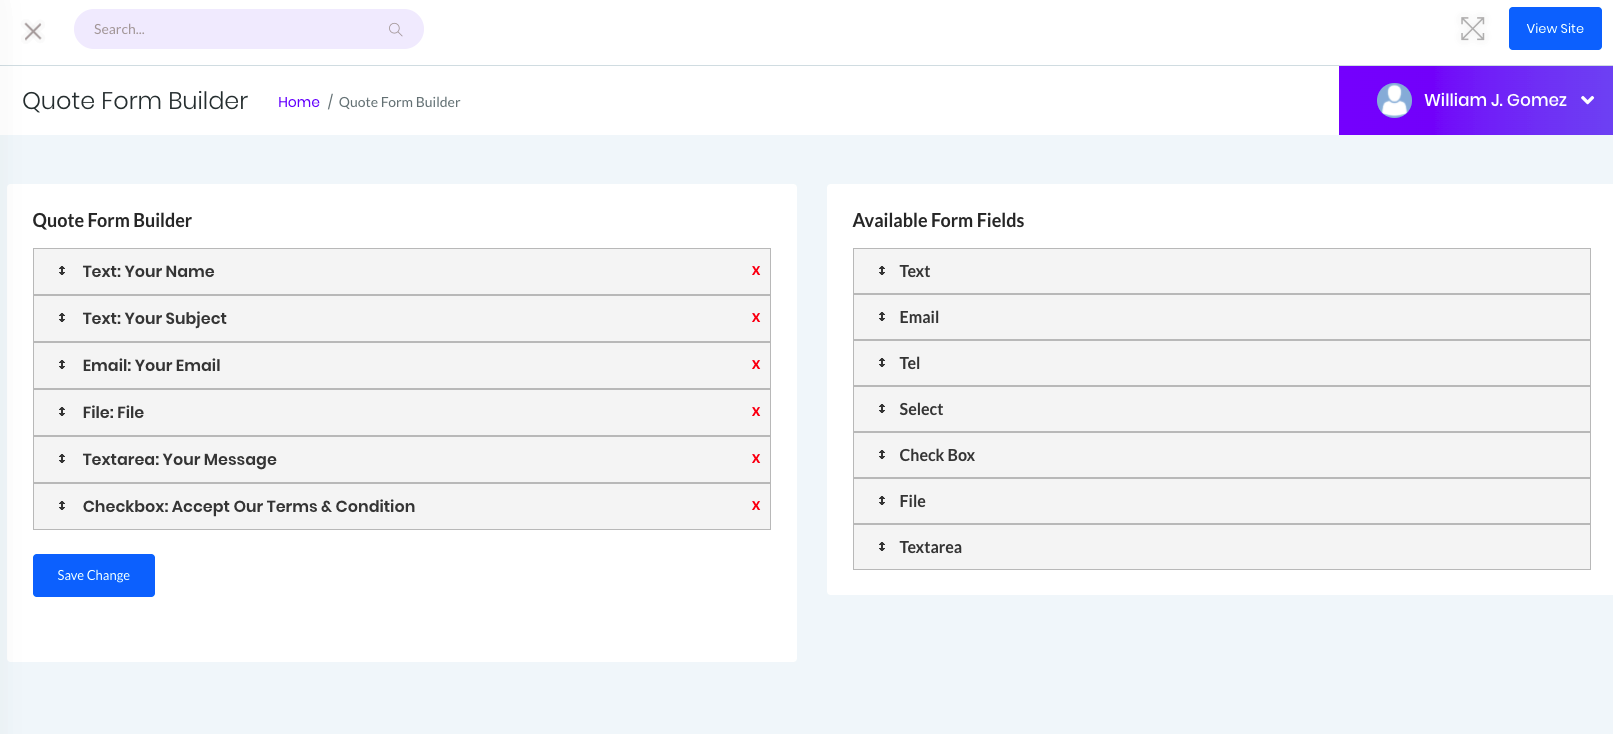 Search...
View Site
Quote Form Builder
Home / Quote Form Builder
William J. Gomez
Quote Form Builder
Text: Your Name X
Text: Your Subject X
Email: Your Email X
File: File X
Textarea: Your Message X
Checkbox: Accept Our Terms & Condition X
Save Change
Available Form Fields
Text
Email
Tel
Select
Check Box
File
Textarea